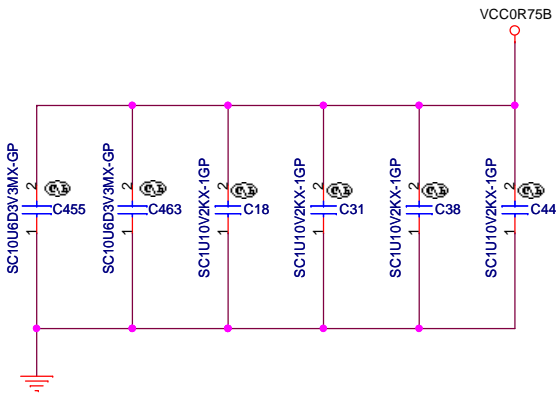 VCC0R75B
SC10U6D3V3MX-GP
2
1
C455
SC10U6D3V3MX-GP
2
1
C463
SC1U10V2KX-1GP
2
1
C18
SC1U10V2KX-1GP
2
1
C31
SC1U10V2KX-1GP
2
1
C38
SC1U10V2KX-1GP
2
1
C44